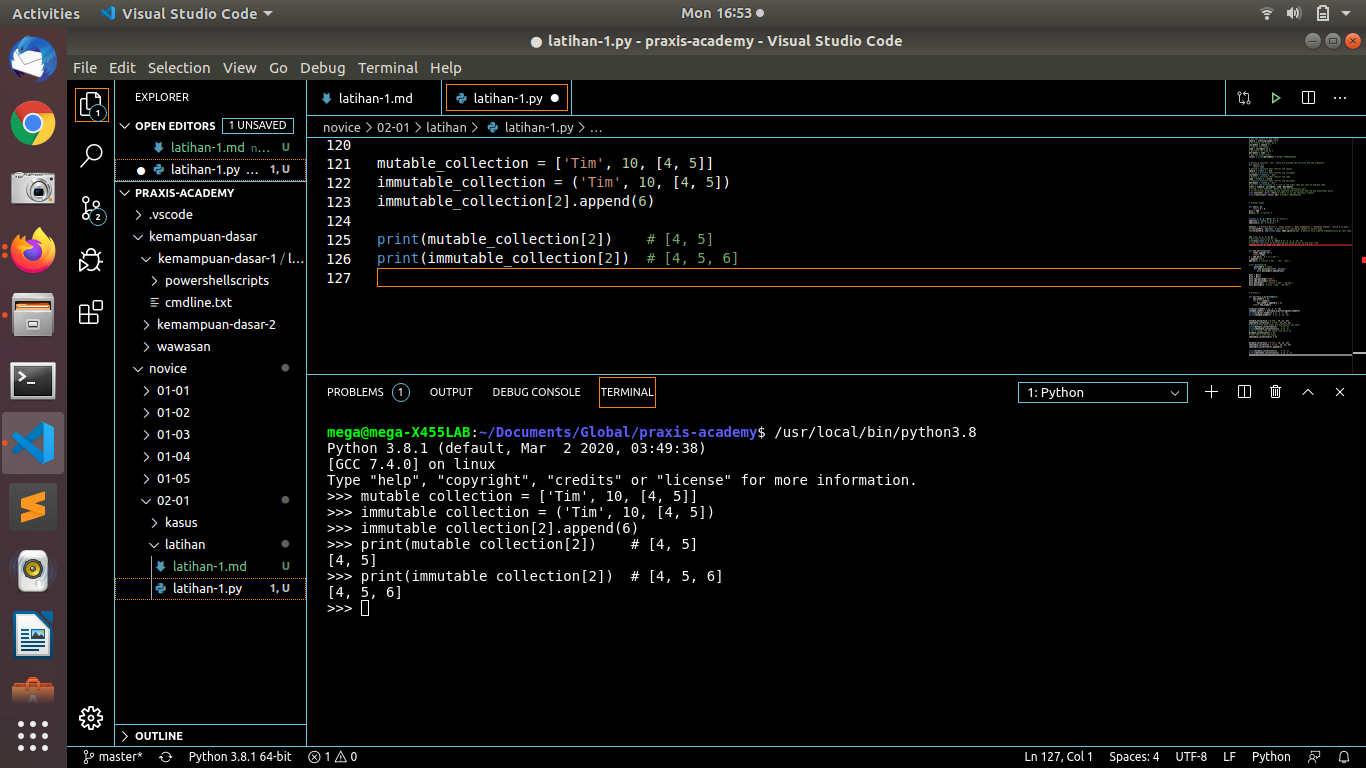 Activities Visual Studio Code Mon 16:53
latihan-1.py - praxis-academy - Visual Studio Code
File Edit Selection View Go Debug Terminal Help
EXPLORER
OPEN EDITORS 1 UNSAVED
latihan-1.md n... U
latihan-1.py ... 1, U
PRAXIS-ACADEMY
.vscode
kemampuan-dasar
kemampuan-dasar-1 / l...
powershellscripts
cmdline.txt
kemampuan-dasar-2
wawasan
novice
01-01
01-02
01-03
01-04
01-05
02-01
kasus
latihan
latihan-1.md U
latihan-1.py 1, U
OUTLINE
1
2
latihan-1.md latihan-1.py
novice > 02-01 > latihan > latihan-1.py > ...
120
121 mutable_collection = ['Tim', 10, [4, 5]]
122 immutable_collection = ('Tim', 10, [4, 5])
123 immutable_collection[2].append(6)
124
125 print(mutable_collection[2]) # [4, 5]
126 print(immutable_collection[2]) # [4, 5, 6]
127
PROBLEMS 1 OUTPUT DEBUG CONSOLE TERMINAL 1: Python
mega@mega-X455LAB:~/Documents/Global/praxis-academy$ /usr/local/bin/python3.8
Python 3.8.1 (default, Mar  2 2020, 03:49:38)
[GCC 7.4.0] on linux
Type "help", "copyright", "credits" or "license" for more information.
>>> mutable collection = ['Tim', 10, [4, 5]]
>>> immutable collection = ('Tim', 10, [4, 5])
>>> immutable collection[2].append(6)
>>> print(mutable collection[2]) # [4, 5]
[4, 5]
>>> print(immutable collection[2]) # [4, 5, 6]
[4, 5, 6]
>>>
master* Python 3.8.1 64-bit 1 0 Ln 127, Col 1 Spaces: 4 UTF-8 LF Python